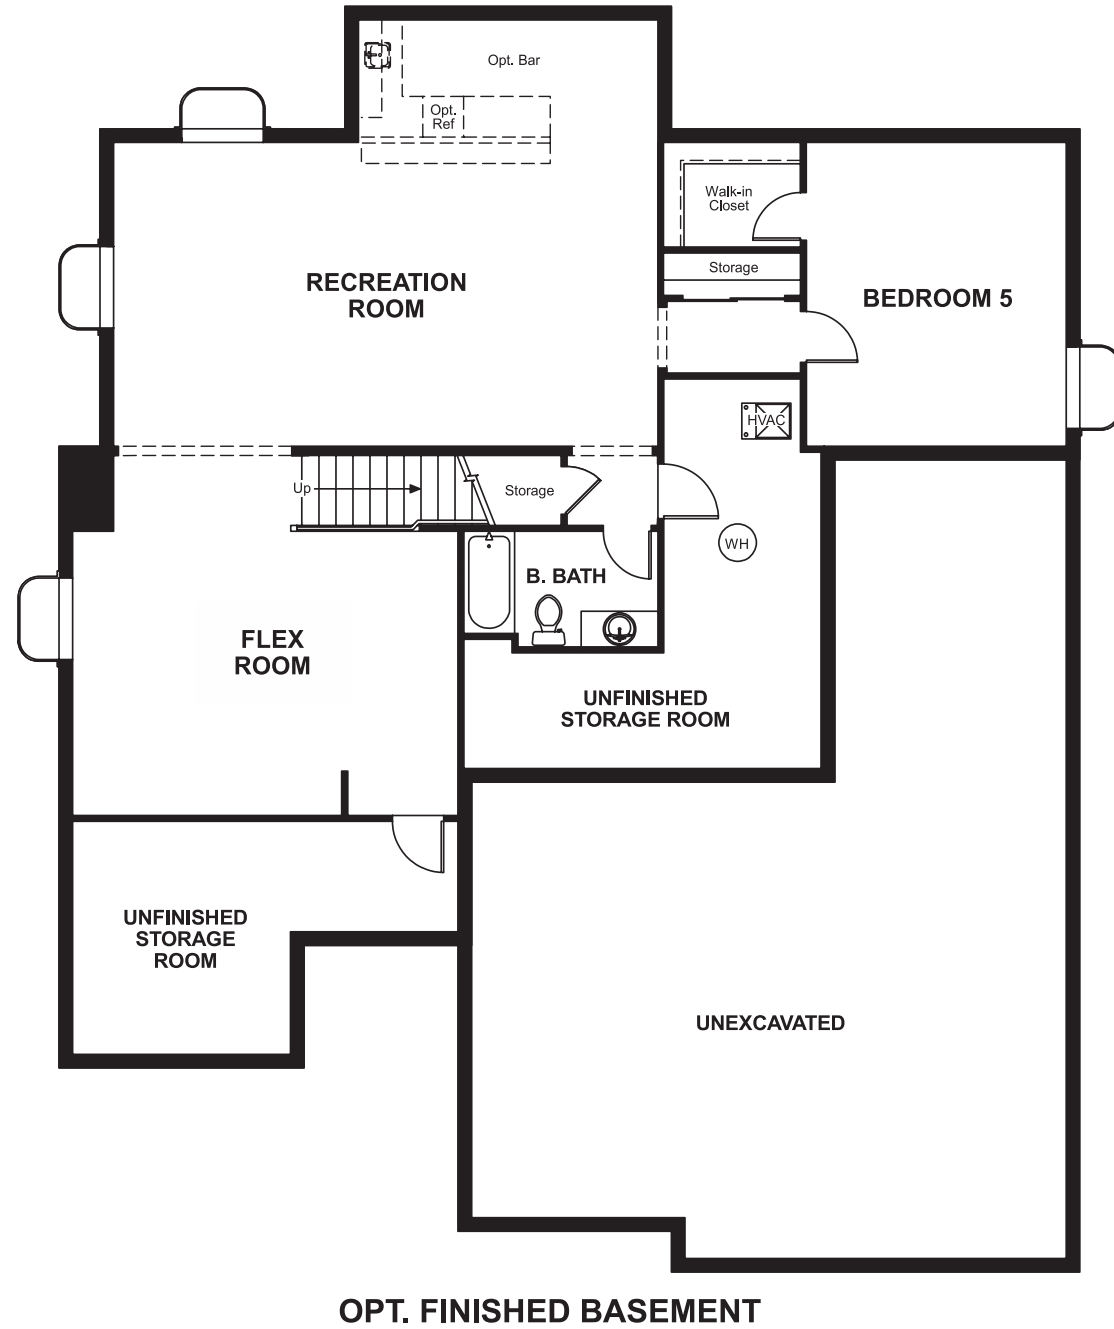 Opt. Bar
Opt.
Ref
Walk-in
Closet
Storage
RECREATION
ROOM
BEDROOM 5
HVAC
Up
Storage
WH
B. BATH
FLEX
ROOM
UNFINISHED
STORAGE ROOM
UNFINISHED
STORAGE
ROOM
UNEXCAVATED
OPT. FINISHED BASEMENT